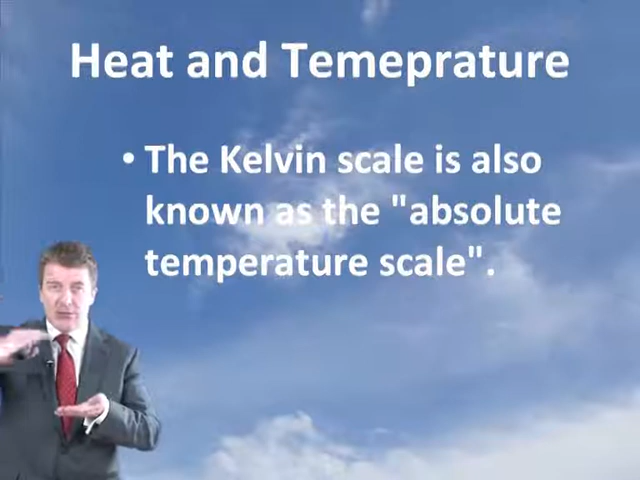 Heat and Temeprature
• The Kelvin scale is also
known as the "absolute
temperature scale".